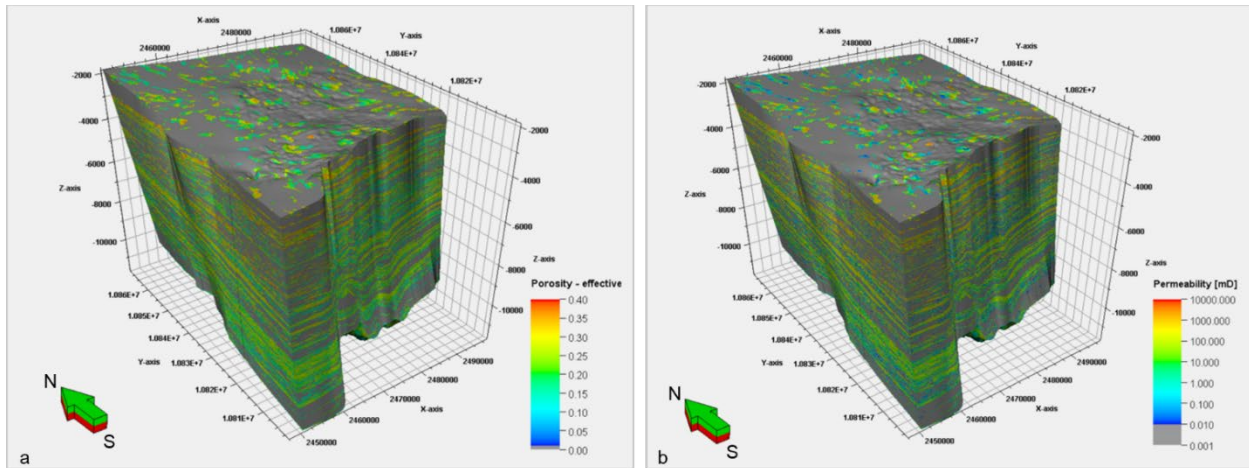 X-axis
2460000
2480000
1.086E+7
Y-axis
1.084E+7
1.082E+7
-2000
-4000
-6000
-8000
-10000
Z-axis
-2000
-4000
-6000
-8000
-10000
Z-axis
1.086E+7
1.085E+7
1.084E+7
1.083E+7
1.082E+7
1.081E+7
Y-axis
2450000
2460000
2470000
2480000
2490000
X-axis
Porosity - effective
0.40
0.35
0.30
0.25
0.20
0.15
0.10
0.05
0.00
N
S
a
X-axis
2460000
2480000
1.086E+7
Y-axis
1.084E+7
1.082E+7
-2000
-4000
-6000
-8000
-10000
Z-axis
-2000
-4000
-6000
-8000
-10000
Z-axis
1.086E+7
1.085E+7
1.084E+7
1.083E+7
1.082E+7
1.081E+7
Y-axis
2450000
2460000
2470000
2480000
2490000
X-axis
Permeability [mD]
10000.000
1000.000
100.000
10.000
1.000
0.100
0.010
0.001
N
S
b